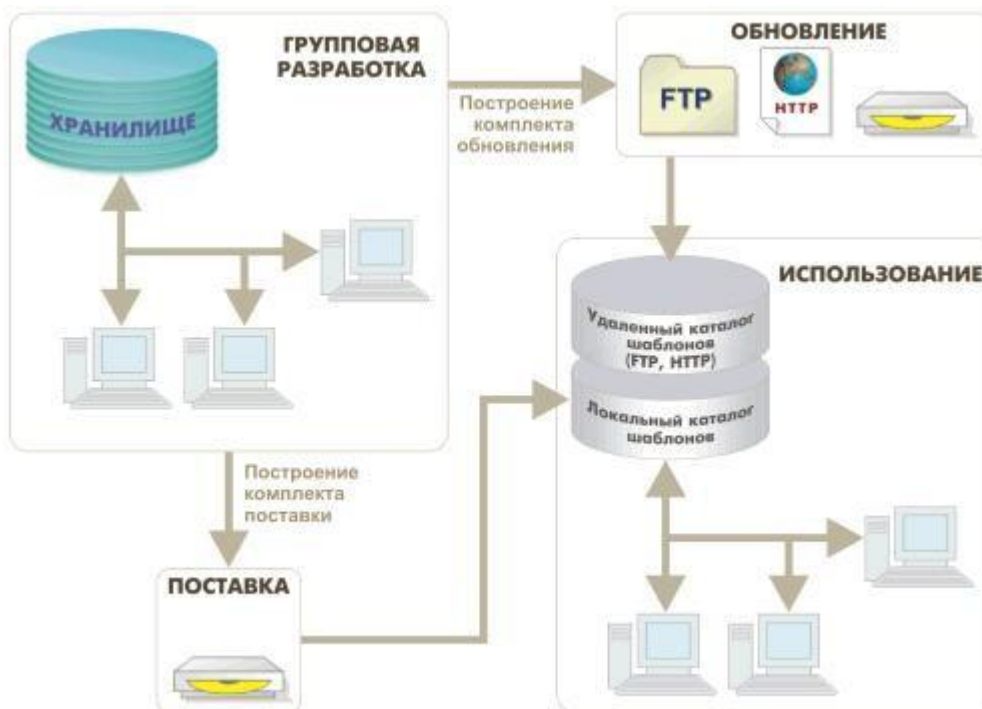 ГРУППОВАЯ
РАЗРАБОТКА
ХРАНИЛИЩЕ
Построение
комплекта
обновления
ОБНОВЛЕНИЕ
FTP
HTTP
ИСПОЛЬЗОВАНИЕ
Удаленный каталог
шаблонов
(FTP, HTTP)
Локальный каталог
шаблонов
Построение
комплекта
поставки
ПОСТАВКА